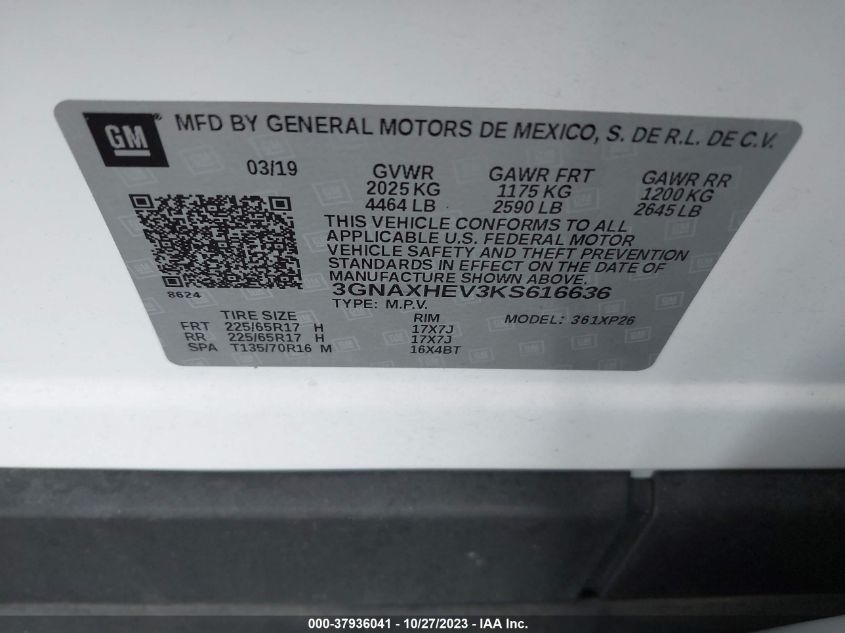 GM® MFD BY GENERAL MOTORS DE MEXICO, S. DE R.L. DE C.V.
03/19 GVWR GAWR FRT GAWR RR
2025 KG 1175 KG 1200 KG
4464 LB 2590 LB 2645 LB
THIS VEHICLE CONFORMS TO ALL
APPLICABLE U.S. FEDERAL MOTOR
VEHICLE SAFETY AND THEFT PREVENTION
STANDARDS IN EFFECT ON THE DATE OF
MANUFACTURE SHOWN ABOVE.
8624 3GNAXHEV3KS616636
TYPE: M.P.V.
TIRE SIZE RIM MODEL: 361XP26
FRT 225/65R17 H 17X7J
RR 225/65R17 H 17X7J
SPA T135/70R16 M 16X4BT
000-37936041 - 10/27/2023 - IAA Inc.